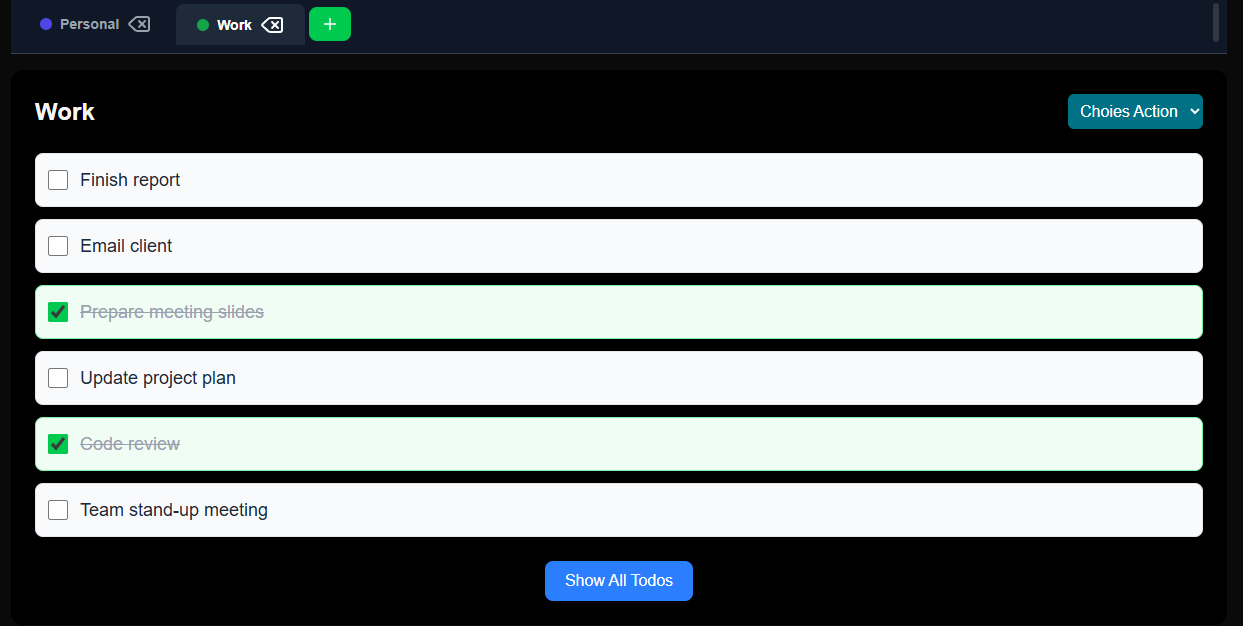 Personal Work +
Work
Choies Action
Finish report
Email client
Prepare meeting slides
Update project plan
Code review
Team stand-up meeting
Show All Todos